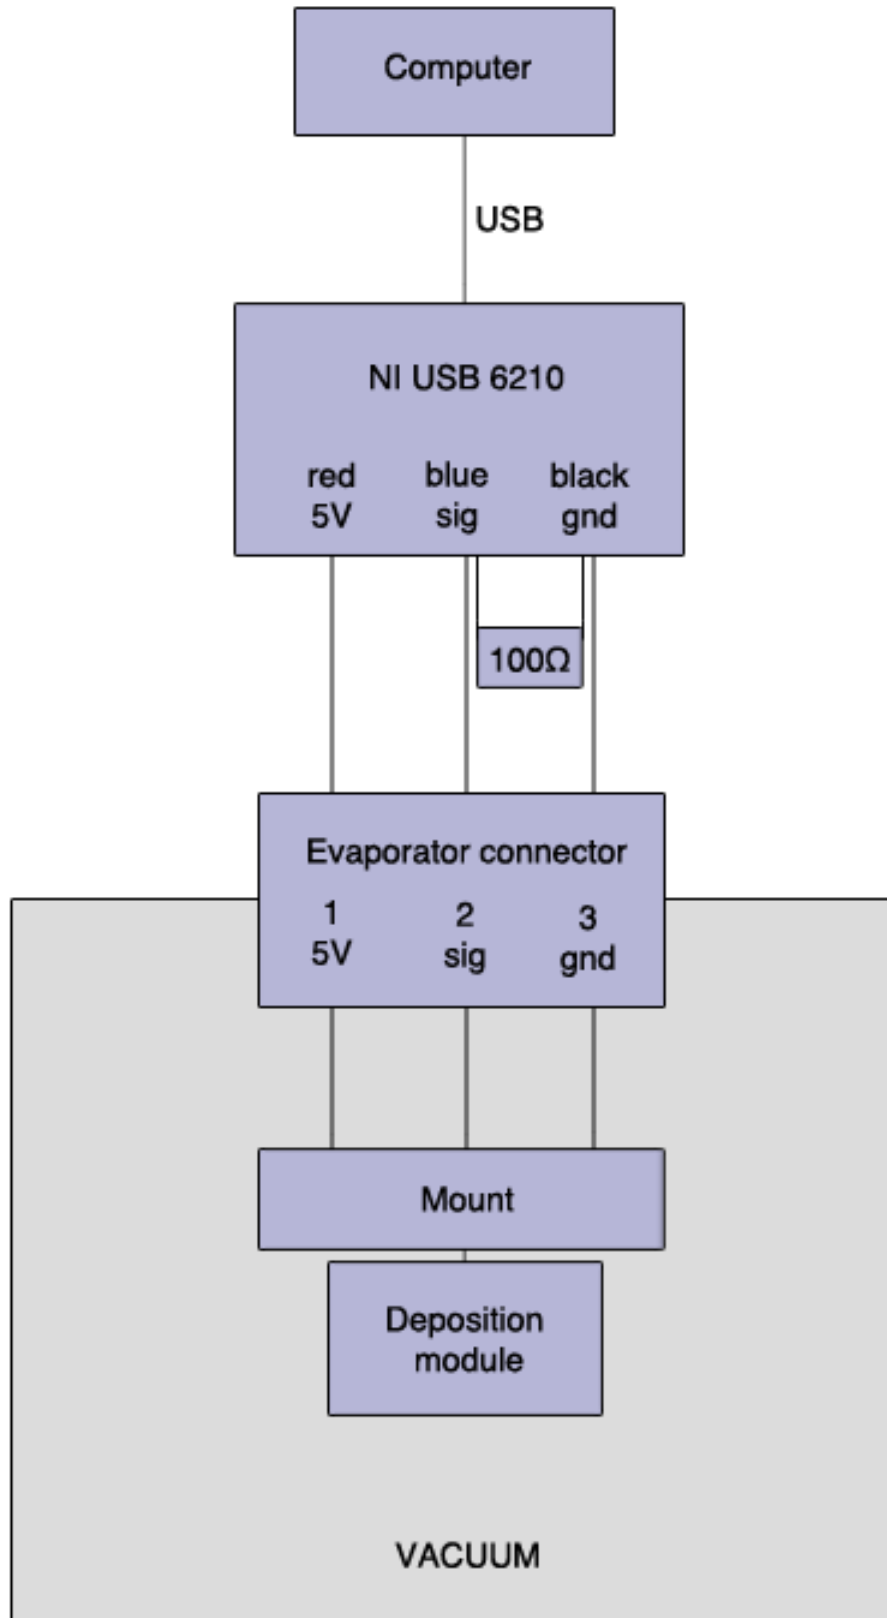 Computer
USB
NI USB 6210
red blue black
5V sig gnd
100Ω
Evaporator connector
1 2 3
5V sig gnd
Mount
Deposition
module
VACUUM